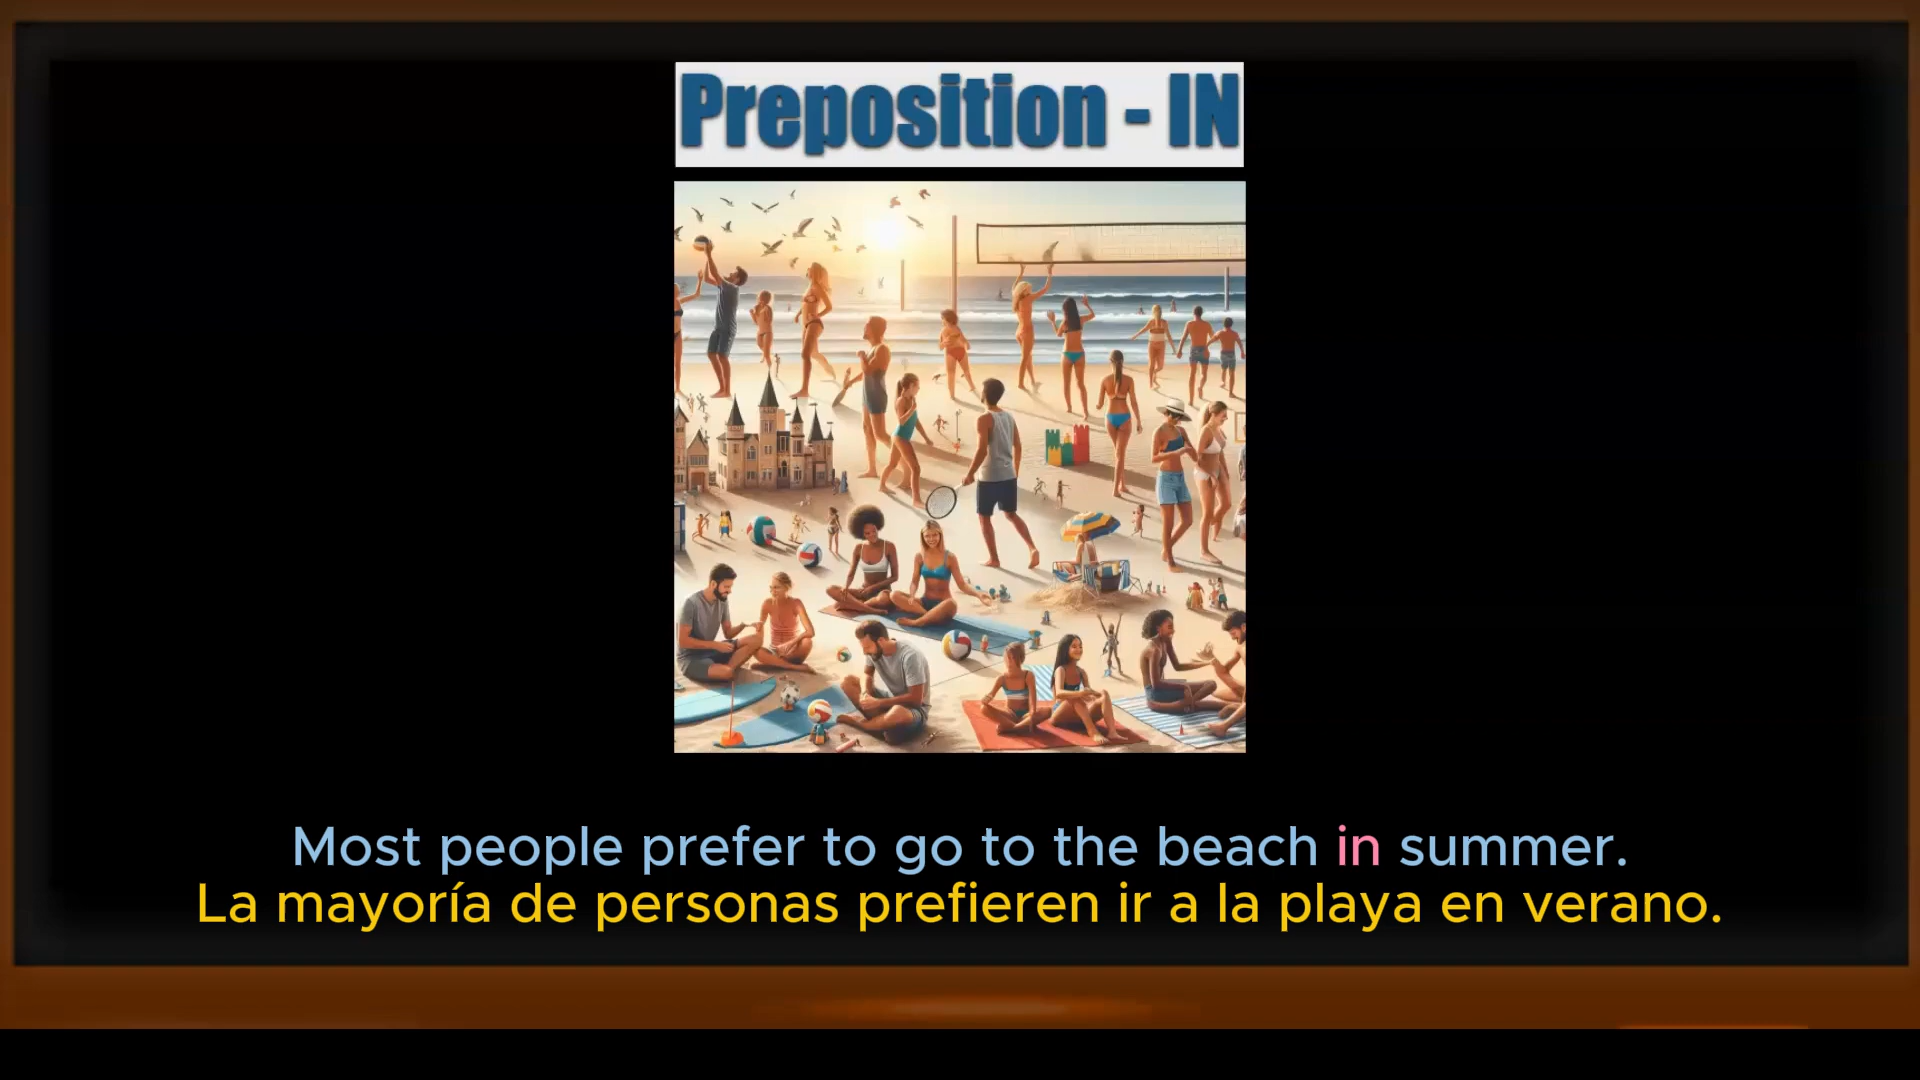 Preposition - IN
Most people prefer to go to the beach in summer.
La mayoría de personas prefieren ir a la playa en verano.